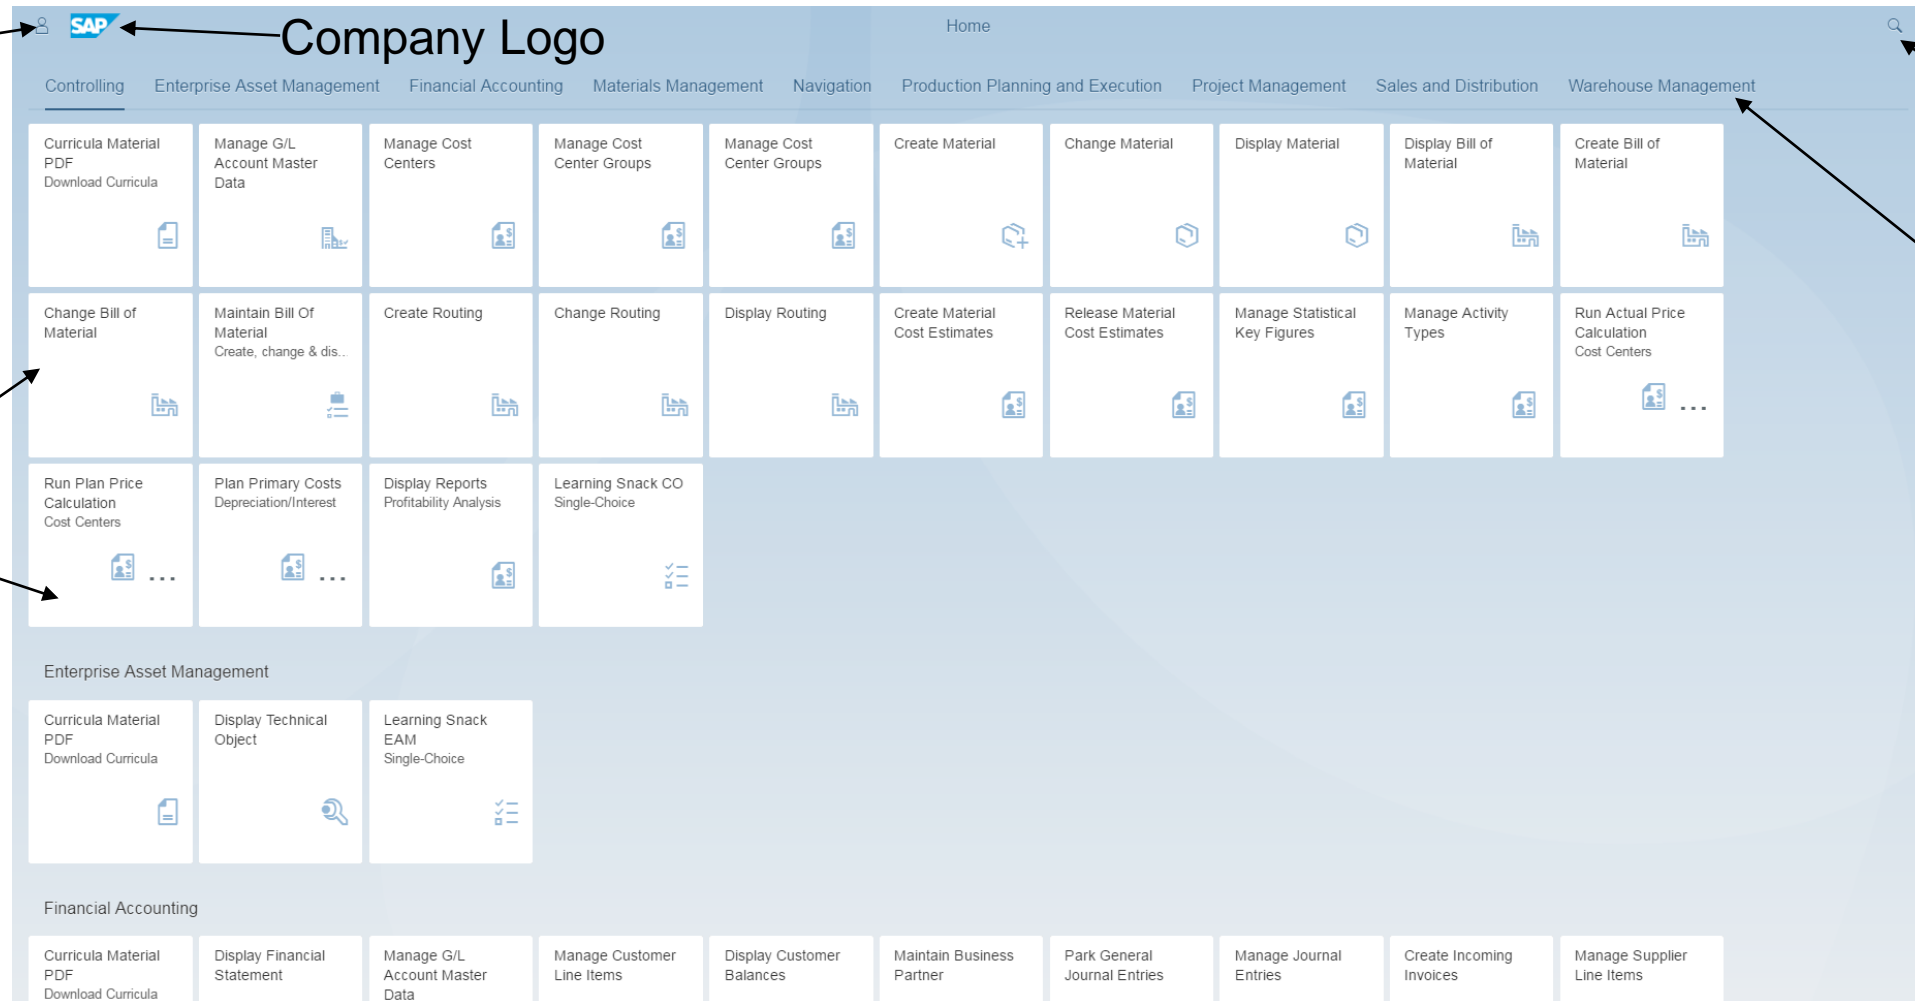 SAP
Company Logo
Home
Controlling
Enterprise Asset Management
Financial Accounting
Materials Management
Navigation
Production Planning and Execution
Project Management
Sales and Distribution
Warehouse Management
Curricula Material
PDF
Download Curricula
Manage G/L
Account Master
Data
Manage Cost
Centers
Manage Cost
Center Groups
Manage Cost
Center Groups
Create Material
Change Material
Display Material
Display Bill of
Material
Create Bill of
Material
Change Bill of
Material
Maintain Bill Of
Material
Create, change & dis...
Create Routing
Change Routing
Display Routing
Create Material
Cost Estimates
Release Material
Cost Estimates
Manage Statistical
Key Figures
Manage Activity
Types
Run Actual Price
Calculation
Cost Centers
...
Run Plan Price
Calculation
Cost Centers
...
Plan Primary Costs
Depreciation/Interest
...
Display Reports
Profitability Analysis
Learning Snack CO
Single-Choice
Enterprise Asset Management
Curricula Material
PDF
Download Curricula
Display Technical
Object
Learning Snack
EAM
Single-Choice
Financial Accounting
Curricula Material
PDF
Download Curricula
Display Financial
Statement
Manage G/L
Account Master
Data
Manage Customer
Line Items
Display Customer
Balances
Maintain Business
Partner
Park General
Journal Entries
Manage Journal
Entries
Create Incoming
Invoices
Manage Supplier
Line Items